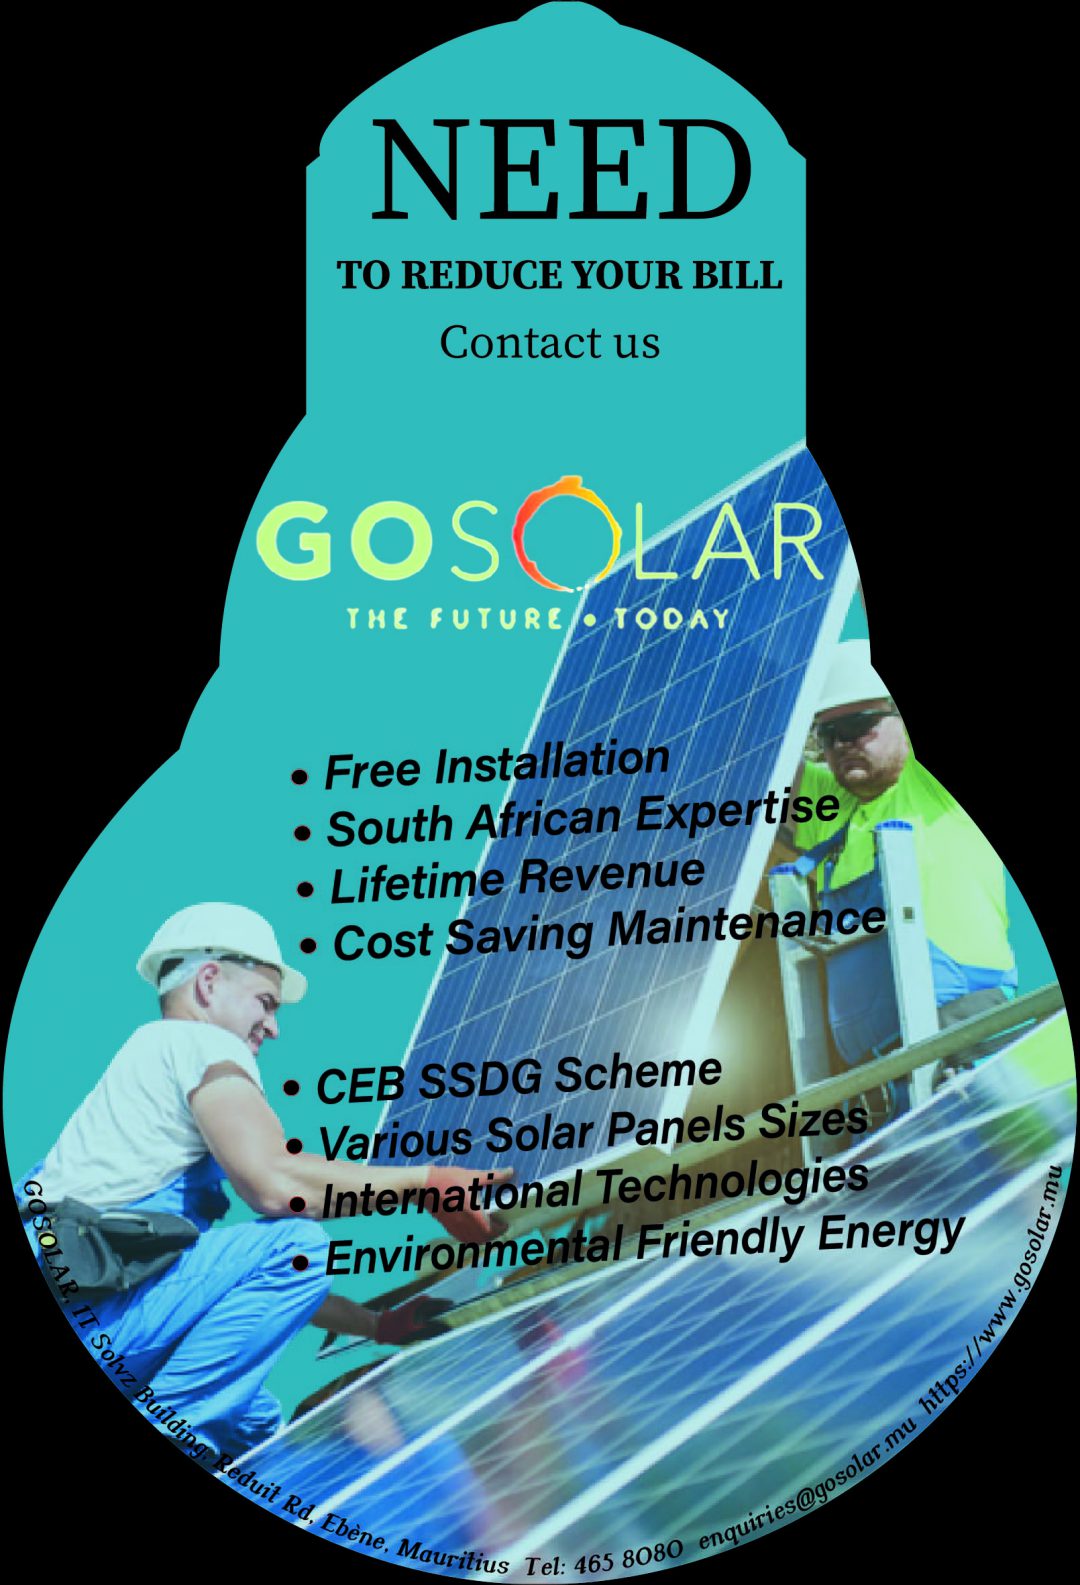 NEED
TO REDUCE YOUR BILL
Contact us
GOSOLAR
THE FUTURE • TODAY
• Free Installation
• South African Expertise
• Lifetime Revenue
• Cost Saving Maintenance
• CEB SSDG Scheme
• Various Solar Panels Sizes
• International Technologies
• Environmental Friendly Energy
GOSOLAR, IT Solvz Building, Reduit Rd, Ebène, Mauritius Tel: 465 8080 enquiries@gosolar.mu https://www.gosolar.mu